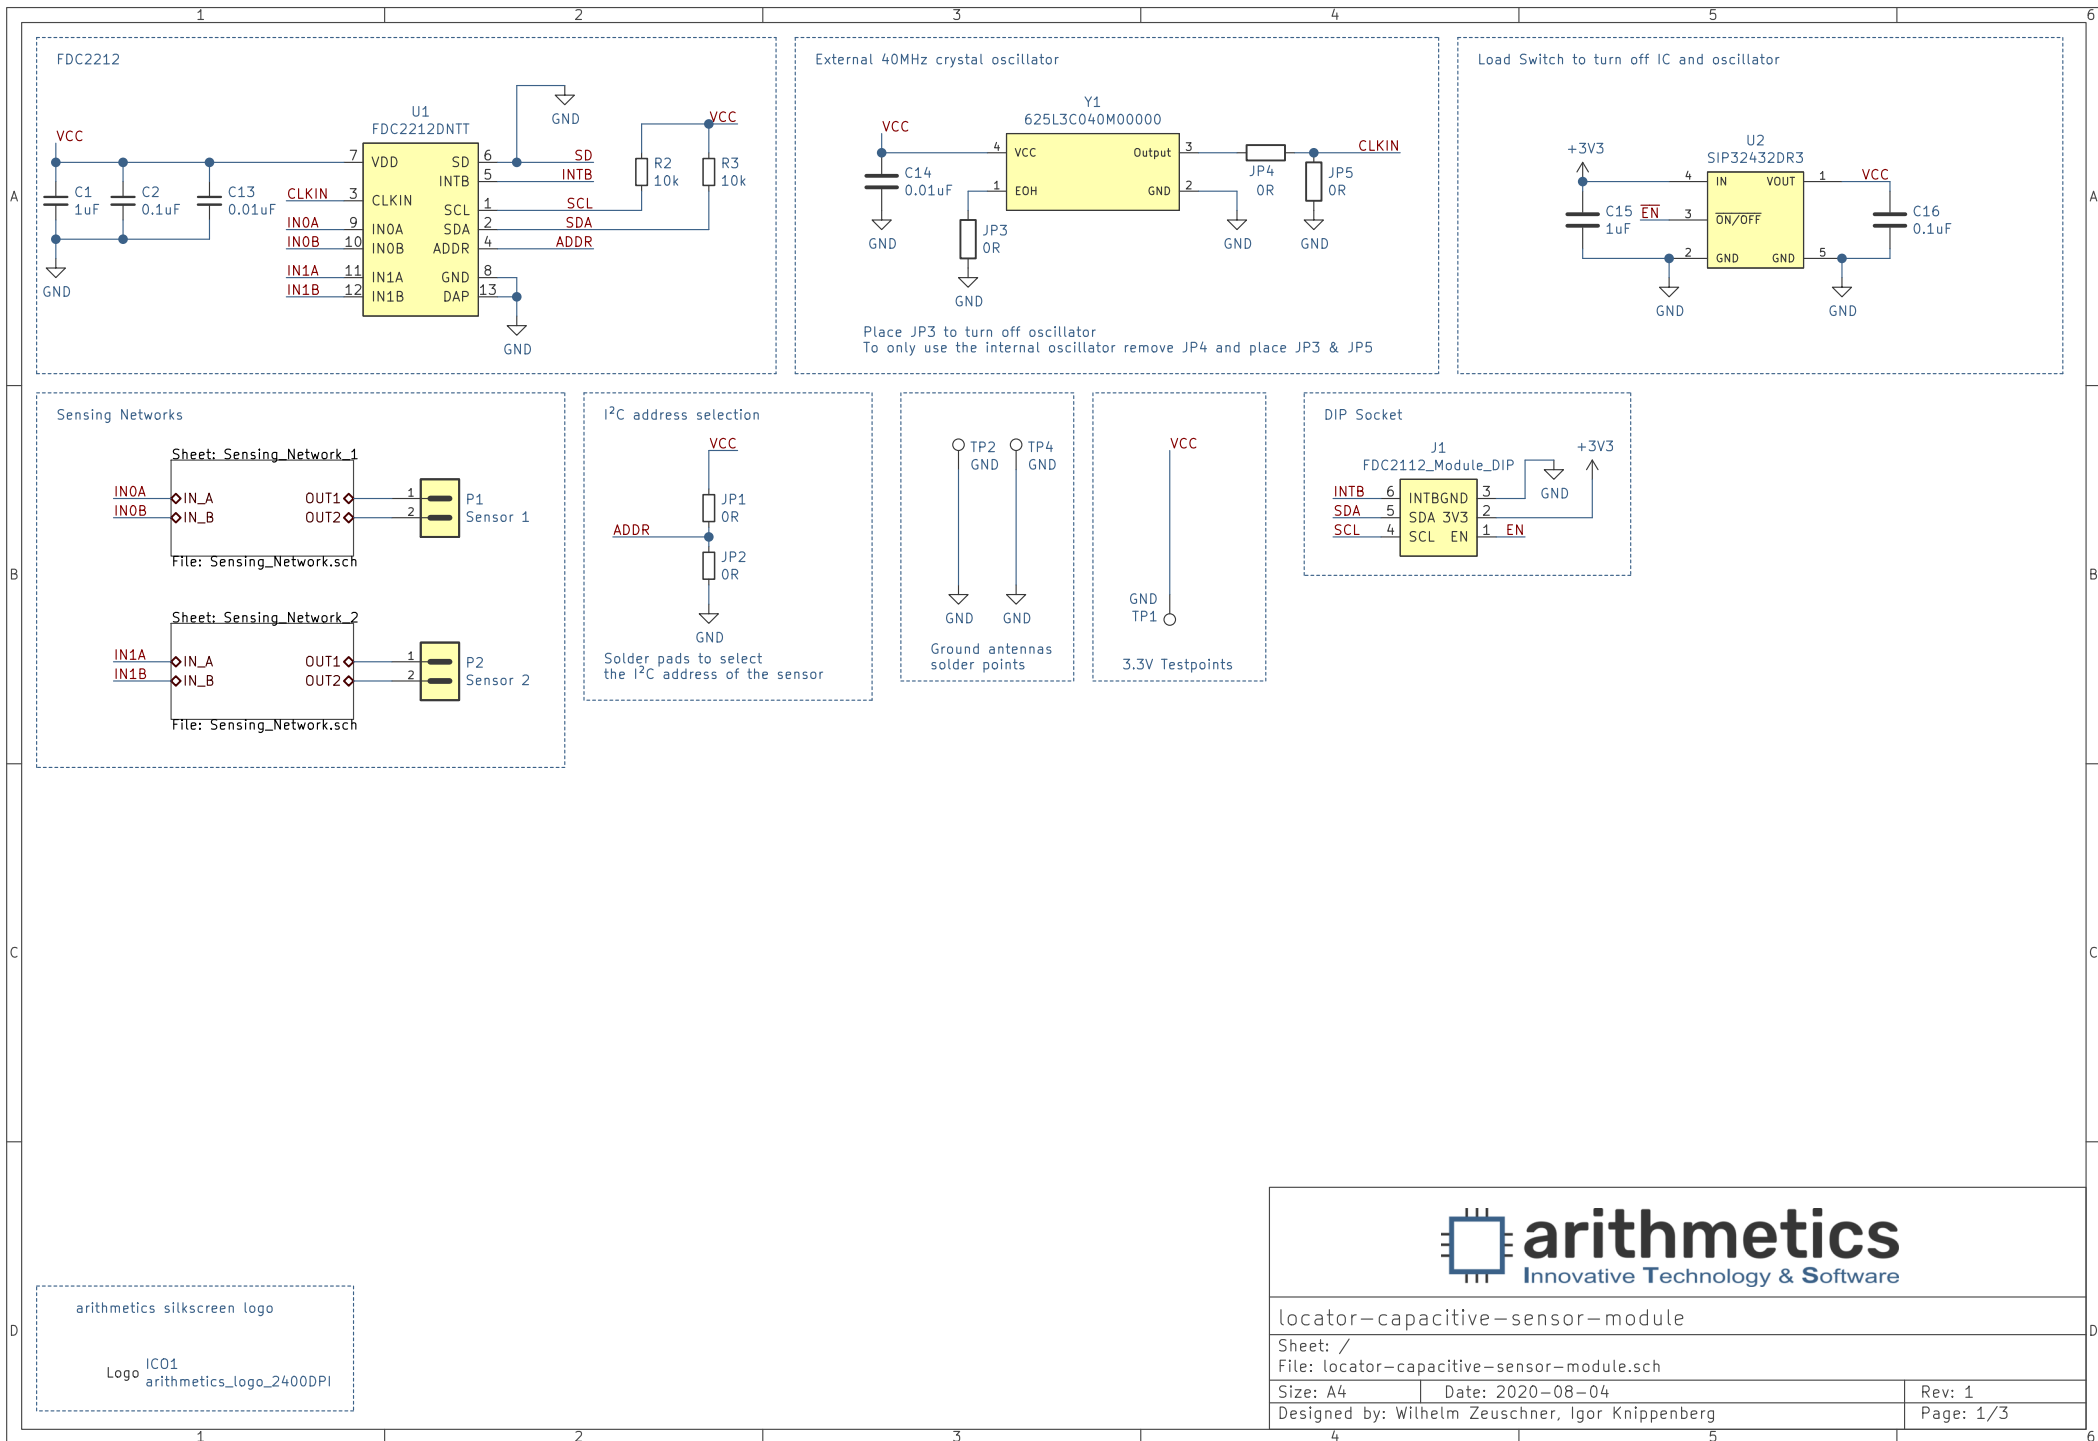 1 2 3 4 5 6
A
B
C
D
FDC2212
VCC
C1
1uF
C2
0.1uF
C13
0.01uF
GND
CLKIN
IN0A
IN0B
IN1A
IN1B
U1
FDC2212DNTT
7 VDD
3 CLKIN
9 IN0A
10 IN0B
11 IN1A
12 IN1B
SD 6
INTB 5
SCL 1
SDA 2
ADDR 4
GND 8
DAP 13
GND
SD
INTB
SCL
SDA
ADDR
GND
VCC
R2
10k
R3
10k
External 40MHz crystal oscillator
VCC
C14
0.01uF
GND
Y1
625L3C040M00000
4 VCC
1 EOH
Output 3
GND 2
JP3
0R
GND
GND
JP4
0R
JP5
0R
GND
CLKIN
Place JP3 to turn off oscillator
To only use the internal oscillator remove JP4 and place JP3 & JP5
Load Switch to turn off IC and oscillator
+3V3
C15
1uF
EN
U2
SIP32432DR3
4 IN
3 ON/OFF
2 GND
VOUT 1
GND 5
GND
VCC
C16
0.1uF
GND
Sensing Networks
Sheet: Sensing_Network_1
IN0A
IN0B
IN_A
IN_B
OUT1
OUT2
1
2
P1
Sensor 1
File: Sensing_Network.sch
Sheet: Sensing_Network_2
IN1A
IN1B
IN_A
IN_B
OUT1
OUT2
1
2
P2
Sensor 2
File: Sensing_Network.sch
I²C address selection
VCC
JP1
0R
ADDR
JP2
0R
GND
Solder pads to select
the I²C address of the sensor
TP2
GND
TP4
GND
GND
GND
Ground antennas
solder points
VCC
GND
TP1
3.3V Testpoints
DIP Socket
J1
FDC2112_Module_DIP
+3V3
GND
INTB 6 INTB GND 3
SDA 5 SDA 3V3 2
SCL 4 SCL EN 1 EN
arithmetics silkscreen logo
Logo
ICO1
arithmetics_logo_2400DPI
arithmetics
Innovative Technology & Software
locator-capacitive-sensor-module
Sheet: /
File: locator-capacitive-sensor-module.sch
Size: A4 Date: 2020-08-04 Rev: 1
Designed by: Wilhelm Zeuschner, Igor Knippenberg Page: 1/3
A
B
C
D
1 2 3 4 5 6